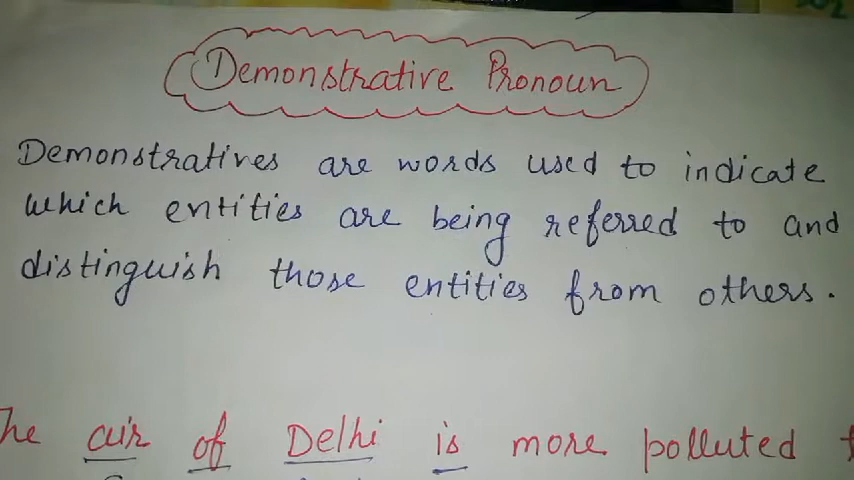 Demonstrative Pronoun
Demonstratives are words used to indicate
which entities are being referred to and
distinguish those entities from others.
The air of Delhi is more polluted